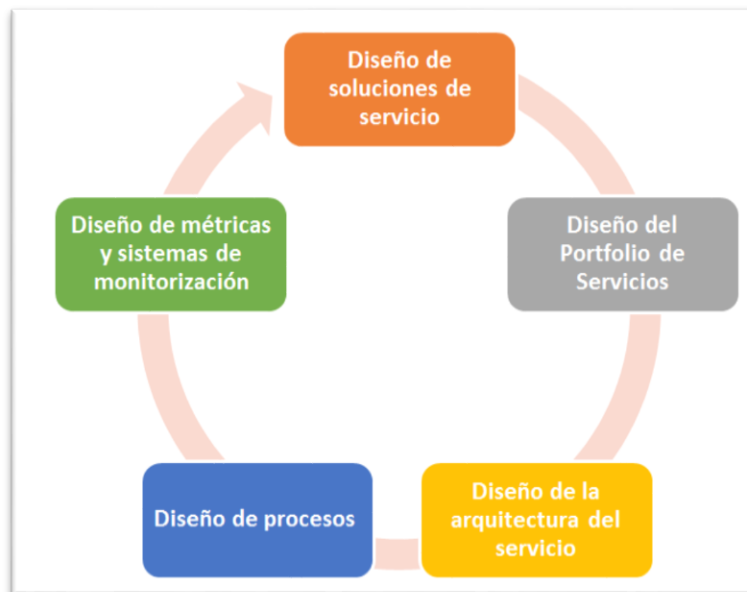 Diseño de
soluciones de
servicio
Diseño del
Portfolio de
Servicios
Diseño de la
arquitectura del
servicio
Diseño de procesos
Diseño de métricas
y sistemas de
monitorización